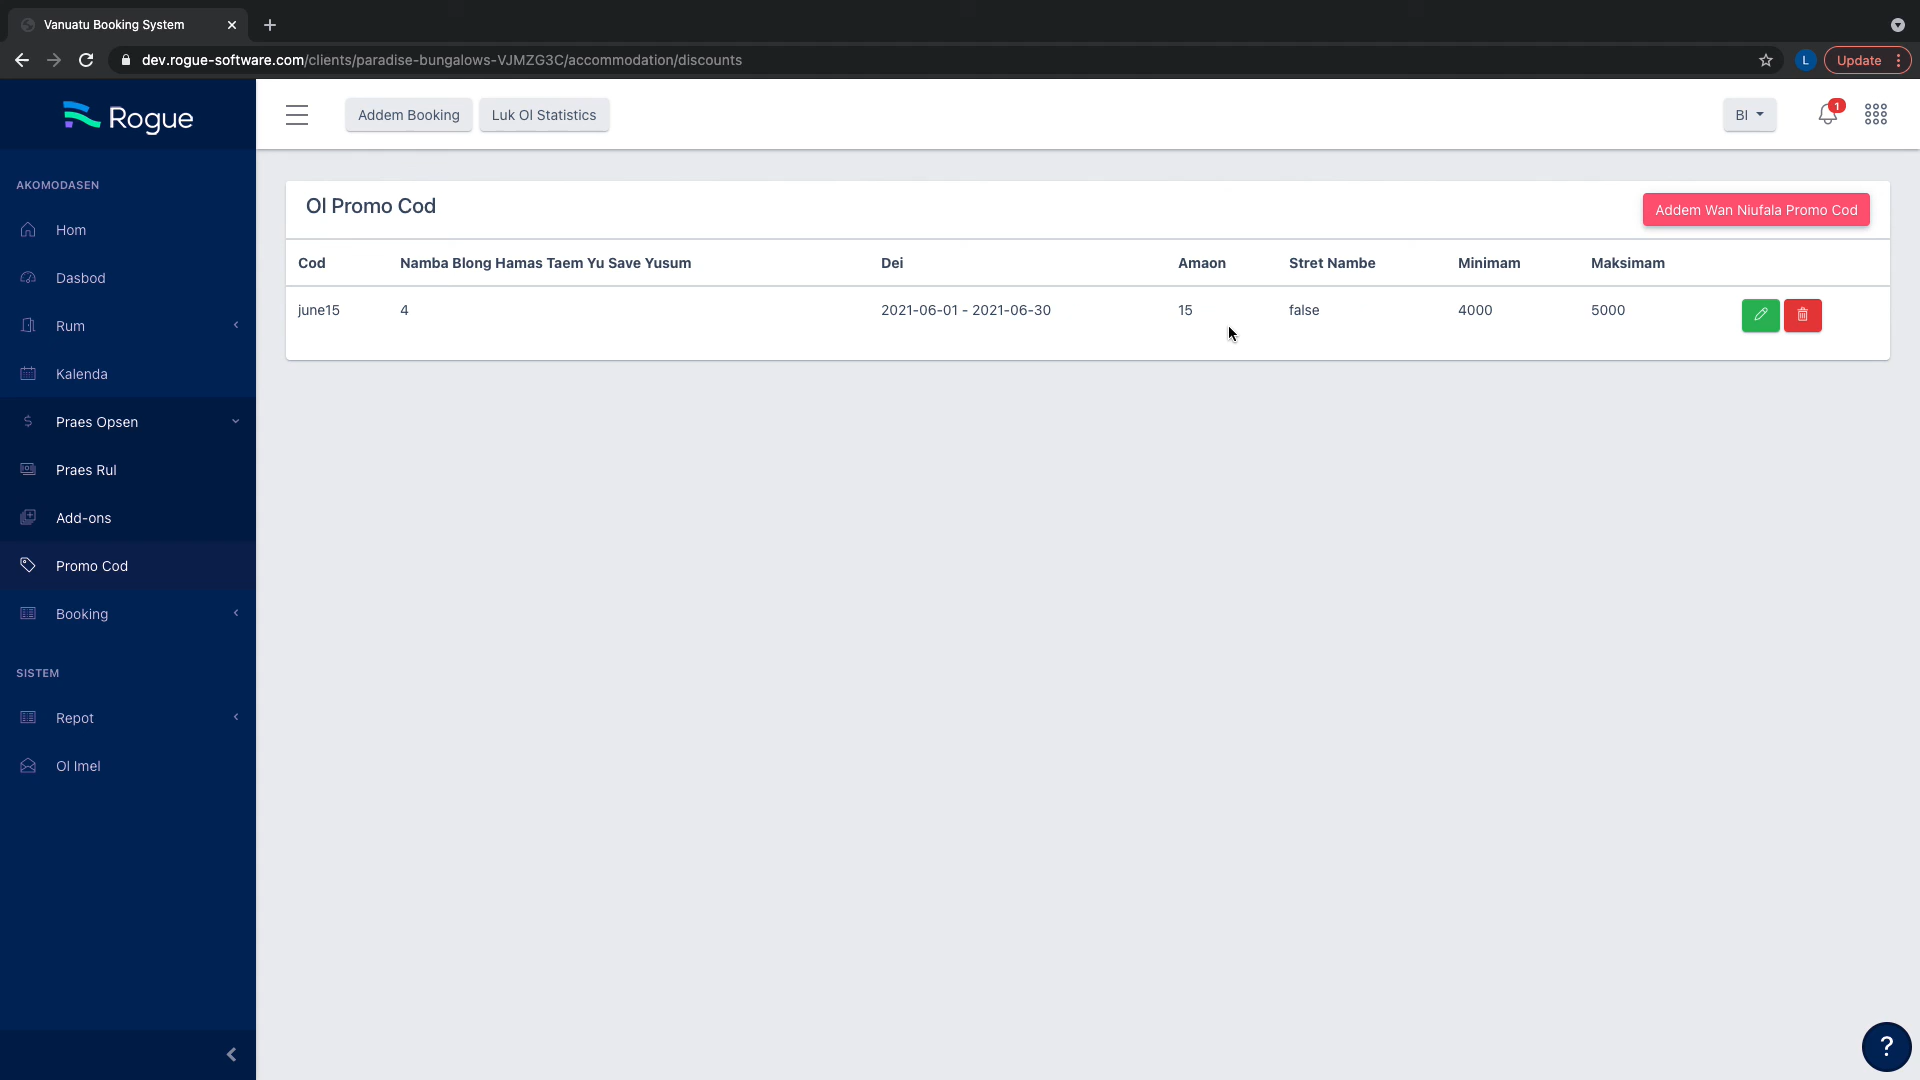 Vanuatu Booking System
dev.rogue-software.com/clients/paradise-bungalows-VJMZG3C/accommodation/discounts
L
Update
Rogue
Addem Booking
Luk Ol Statistics
BI
1
AKOMODASEN
Hom
Dasbod
Rum
Kalenda
Praes Opsen
Praes Rul
Add-ons
Promo Cod
Booking
SISTEM
Repot
Ol Imel
Ol Promo Cod
Addem Wan Niufala Promo Cod
Cod Namba Blong Hamas Taem Yu Save Yusum Dei Amaon Stret Nambe Minimam Maksimam
june15 4 2021-06-01 - 2021-06-30 15 false 4000 5000
?